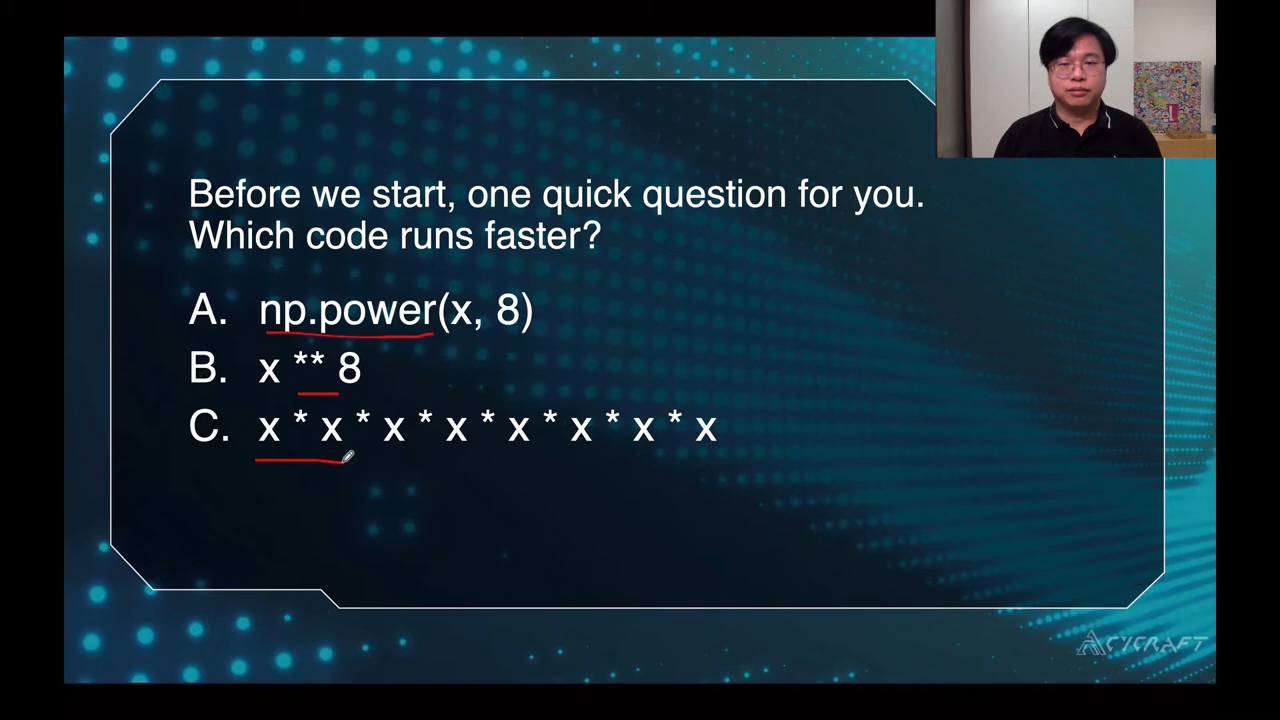 Before we start, one quick question for you.
Which code runs faster?
A. np.power(x, 8)
B. x ** 8
C. x * x * x * x * x * x * x * x
ACYCRAFT